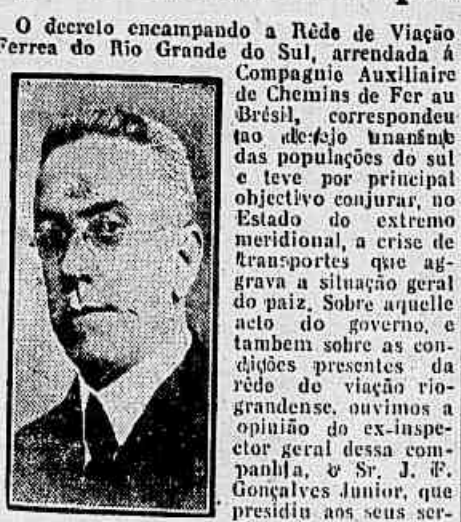 O decreto encampando a Rêde de Viação
Ferrea do Rio Grande do Sul, arrendada á
Compagnie Auxiliaire
de Chemins de Fer au
Brésil, correspondeu
ao desejo unanime
das populações do sul
e teve por principal
objectivo conjurar, no
Estado do extremo
meridional, a crise de
transportes que ag-
grava a situação geral
do paiz. Sobre aquelle
acto do governo, e
tambem sobre as con-
dições presentes da
rêde de viação rio-
grandense, ouvimos a
opinião do ex-inspe-
ctor geral dessa com-
panhia, o Sr. J. F.
Gonçalves Junior, que
presidiu aos seus ser-